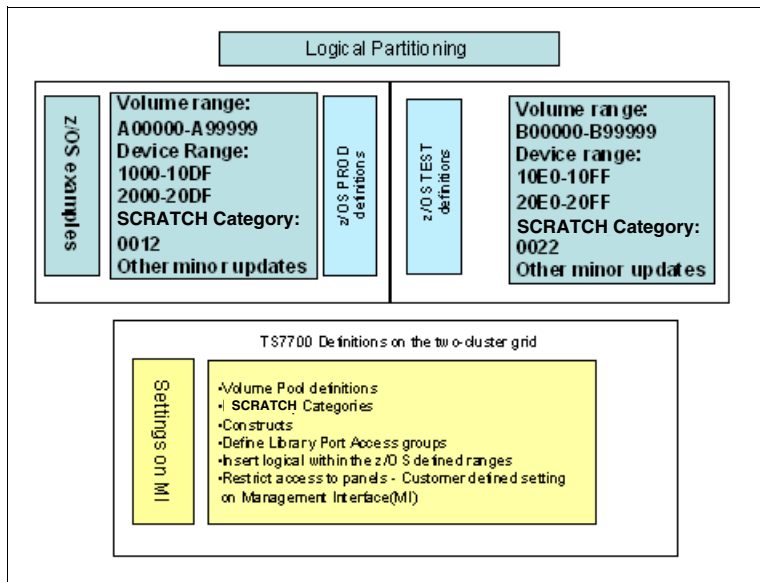 Logical Partitioning
z/OS examples
Volume range:
A00000-A99999
Device Range:
1000-10DF
2000-20DF
SCRATCH Category:
0012
Other minor updates
z/OS PROD
definitions
z/OS TEST
definitions
Volume range:
B00000-B99999
Device range:
10E0-10FF
20E0-20FF
SCRATCH Category:
0022
Other minor updates
TS7700 Definitions on the two-cluster grid
Settings on MI
•Volume Pool definitions
•SCRATCH Categories
•Constructs
•Define Library Port Access groups
•Insert logical within the z/OS defined ranges
•Restrict access to panels - Customer defined setting
on Management Interface(MI)